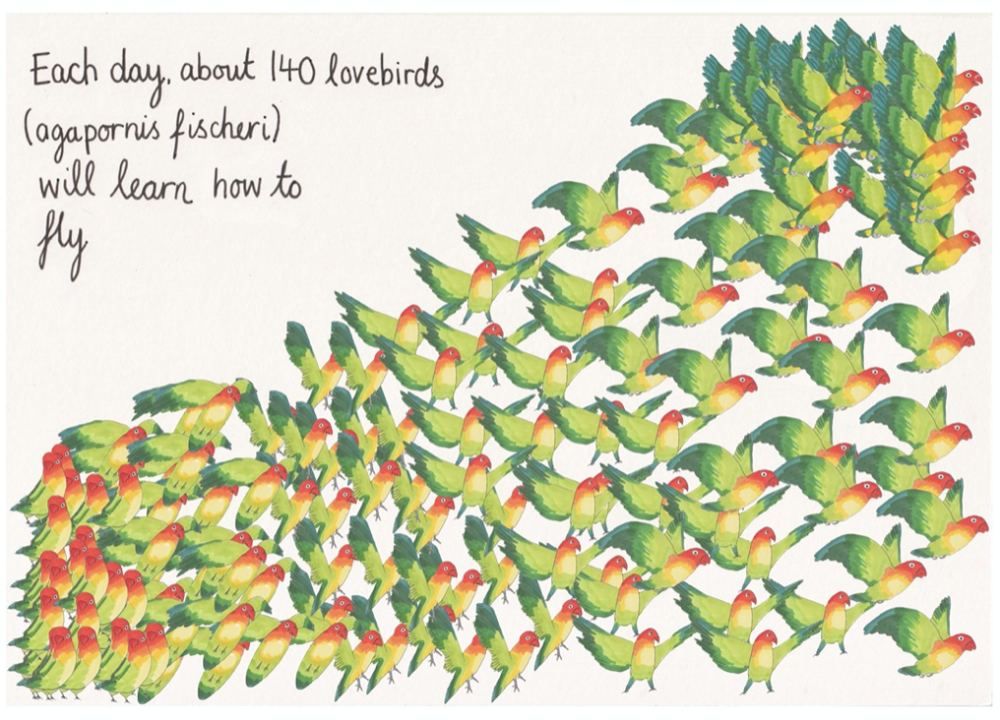 Each day, about 140 lovebirds
(agapornis fischeri)
will learn how to
fly